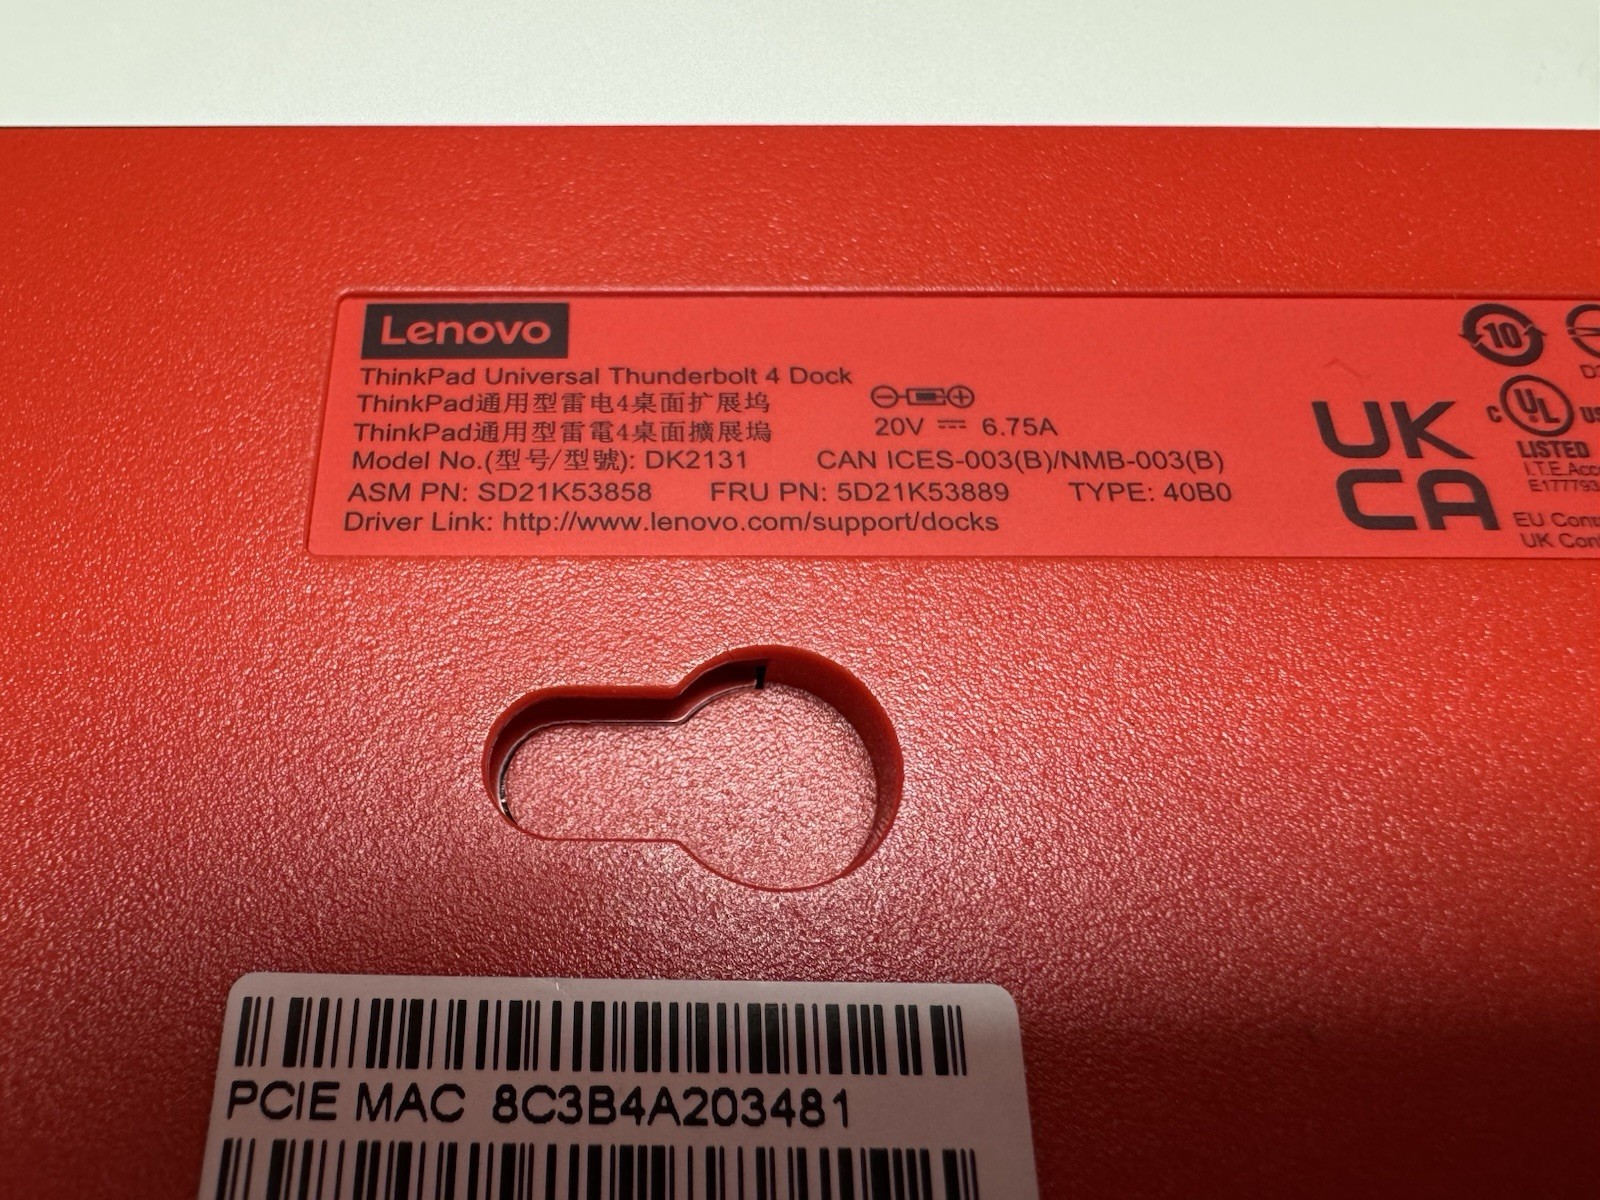 Lenovo
ThinkPad Universal Thunderbolt 4 Dock
ThinkPad通用型雷电4桌面扩展坞
ThinkPad通用型雷電4桌面擴展塢
20V ⎓ 6.75A
Model No.(型号/型號): DK2131 CAN ICES-003(B)/NMB-003(B)
ASM PN: SD21K53858 FRU PN: 5D21K53889 TYPE: 40B0
Driver Link: http://www.lenovo.com/support/docks
UK
CA
10
C UL US
LISTED
I.T.E.
EU
UK
PCIE MAC 8C3B4A203481